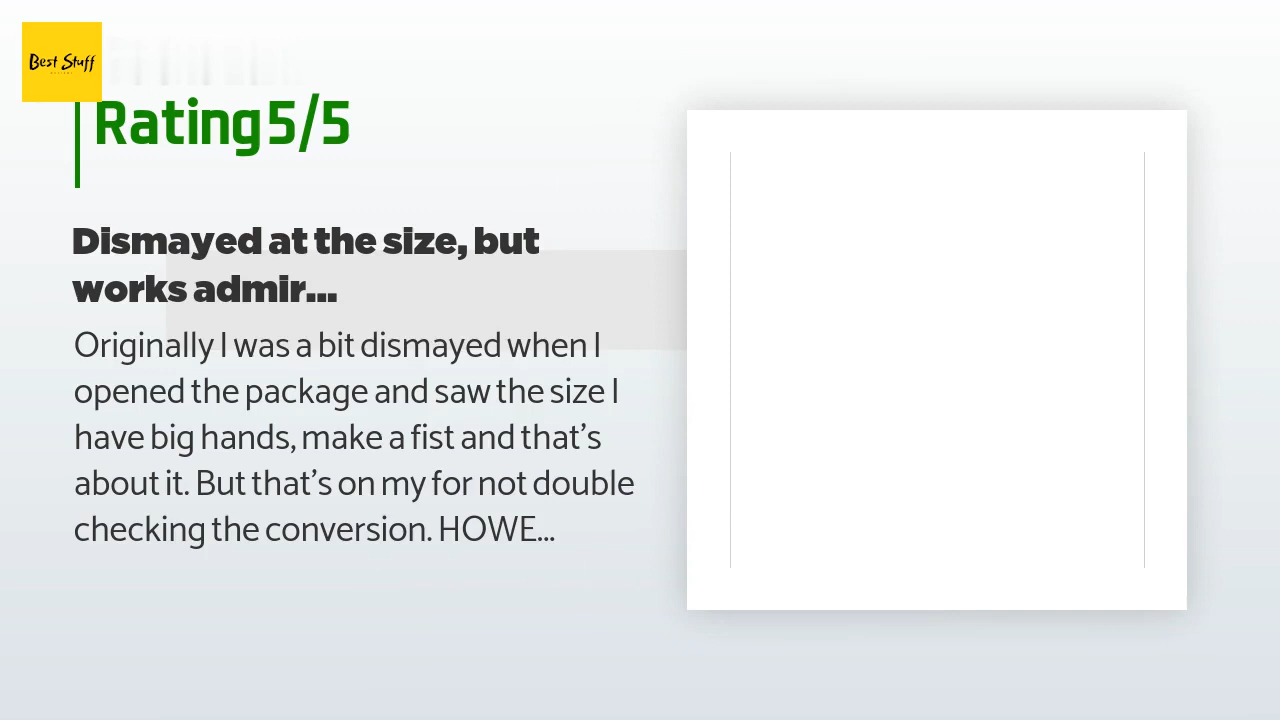 Best Stuff
Rating 5/5
Dismayed at the size, but
works admir...
Originally I was a bit dismayed when I
opened the package and saw the size I
have big hands, make a fist and that's
about it. But that's on my for not double
checking the conversion. HOWE...